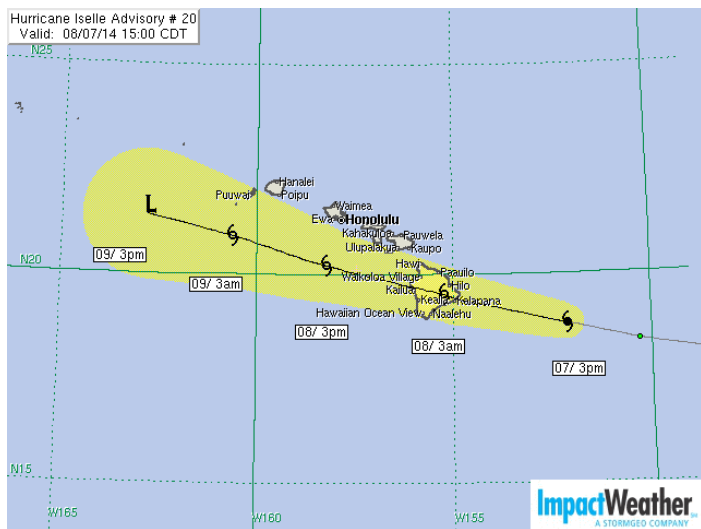 Hurricane Iselle Advisory # 20
Valid: 08/07/14 15:00 CDT
N25
Hanalei
Puuwai
Poipu
Waimea
Ewa
Honolulu
Kahakuloa
Pauwela
Ulupalakua
Kaupo
L
N20
Hawi
09/ 3pm
Waikoloa Village
Paauilo
09/ 3am
Kailua
Hilo
Kealia
Kalapana
Hawaiian Ocean View
Naalehu
08/ 3pm
08/ 3am
07/ 3pm
N15
W165
W160
W155
ImpactWeather
A STORMGEO COMPANY